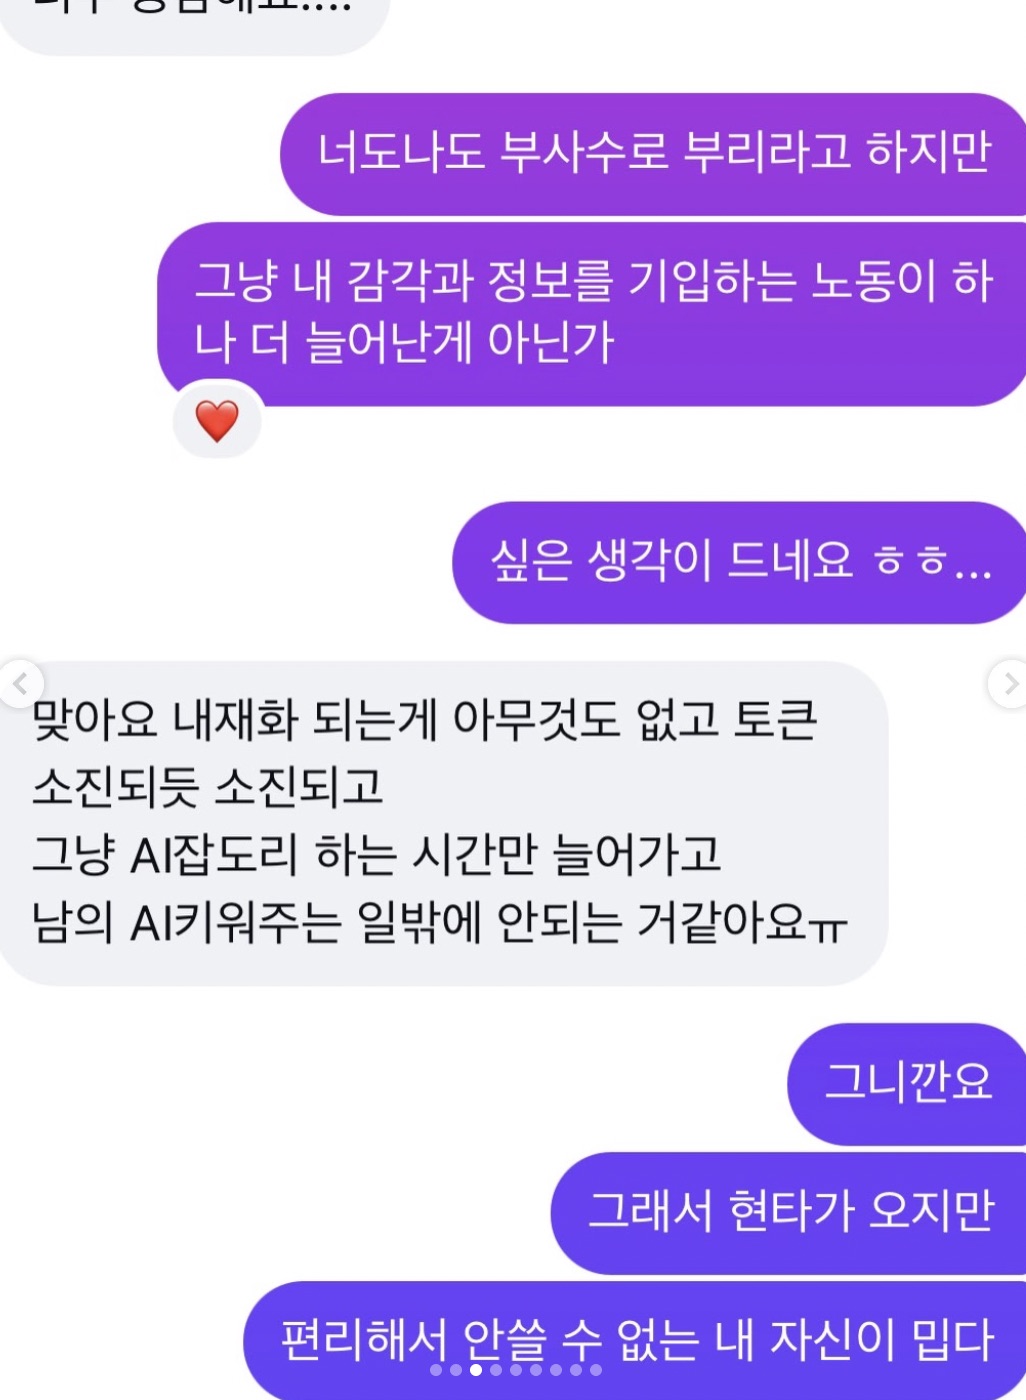 너도나도 부사수로 부리라고 하지만
그냥 내 감각과 정보를 기입하는 노동이 하
나 더 늘어난게 아닌가
싶은 생각이 드네요 ㅎㅎ...
맞아요 내재화 되는게 아무것도 없고 토큰
소진되듯 소진되고
그냥 AI잡도리 하는 시간만 늘어가고
남의 AI키워주는 일밖에 안되는 거같아요ㅠ
그니깐요
그래서 현타가 오지만
편리해서 안쓸 수 없는 내 자신이 밉다